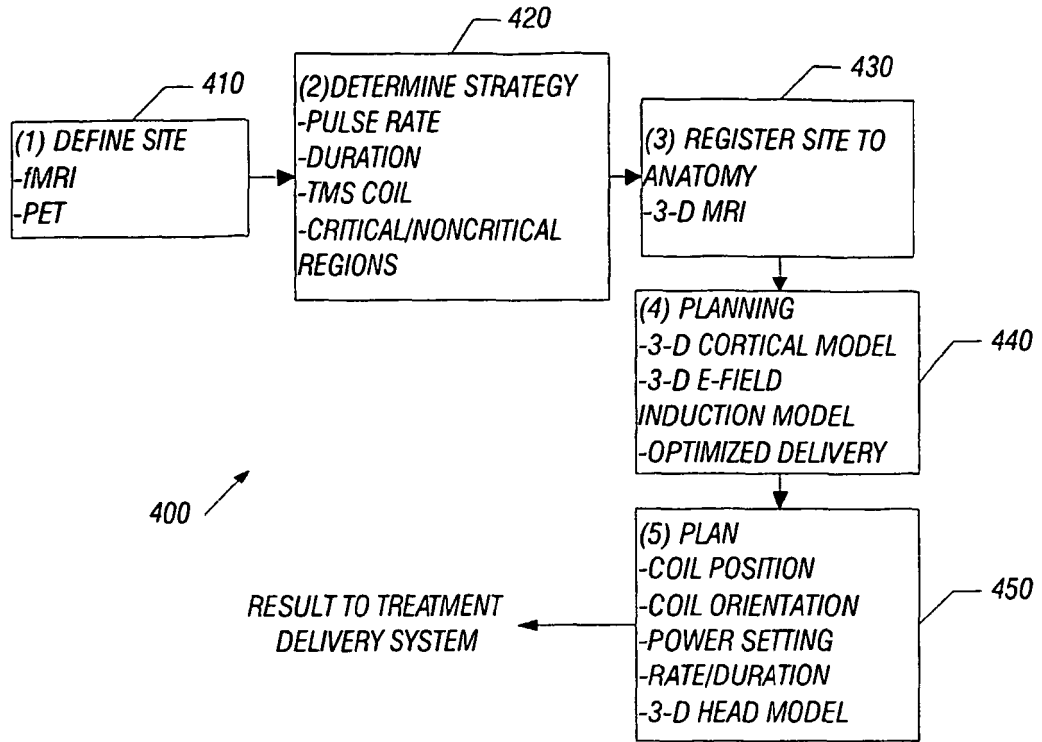 410
(1) DEFINE SITE
-fMRI
-PET
420
(2)DETERMINE STRATEGY
-PULSE RATE
-DURATION
-TMS COIL
-CRITICAL/NONCRITICAL
REGIONS
430
(3) REGISTER SITE TO
ANATOMY
-3-D MRI
440
(4) PLANNING
-3-D CORTICAL MODEL
-3-D E-FIELD
INDUCTION MODEL
-OPTIMIZED DELIVERY
450
(5) PLAN
-COIL POSITION
-COIL ORIENTATION
-POWER SETTING
-RATE/DURATION
-3-D HEAD MODEL
400
RESULT TO TREATMENT
DELIVERY SYSTEM